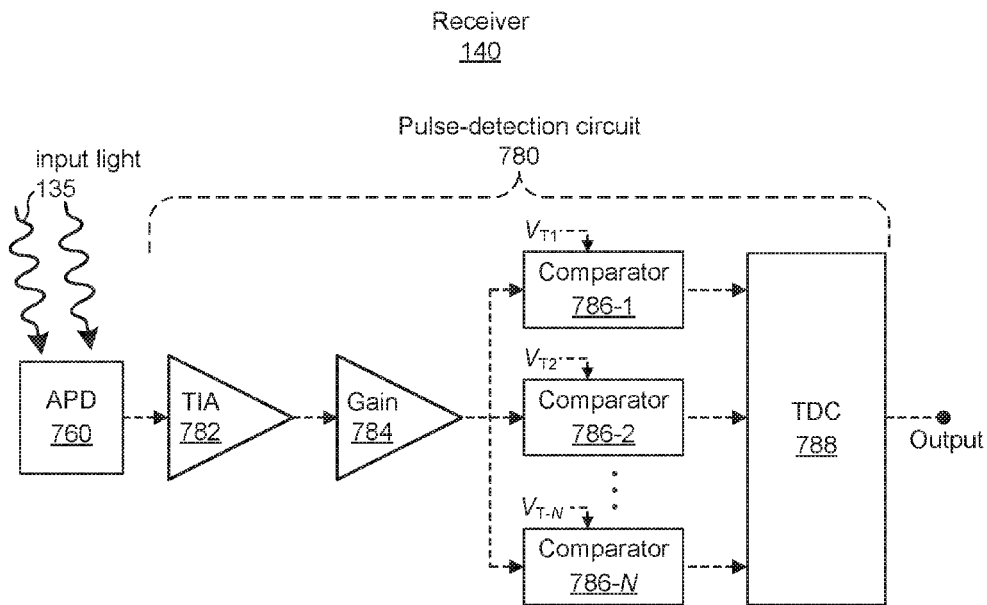 Receiver
140
Pulse-detection circuit
780
input light
135
VT1
Comparator
786-1
APD
760
TIA
782
Gain
784
VT2
Comparator
786-2
TDC
788
Output
VT-N
Comparator
786-N